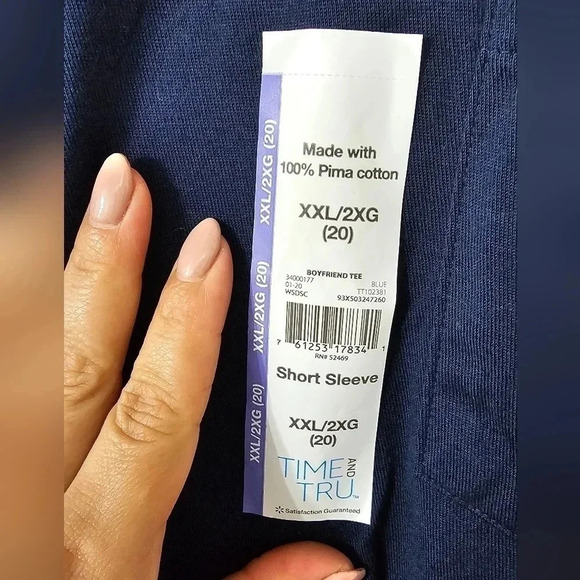 Made with
100% Pima cotton
XXL/2XG
(20)
BOYFRIEND TEE
34000177 BLUE
01-20 TT102381
WSDSC 93X503247260
7 61253 17834 1
RN# 52469
Short Sleeve
XXL/2XG
(20)
TIME AND
TRU™
Satisfaction Guaranteed
XXL/2XG (20)
XXL/2XG (20)
XXL/2XG (20)